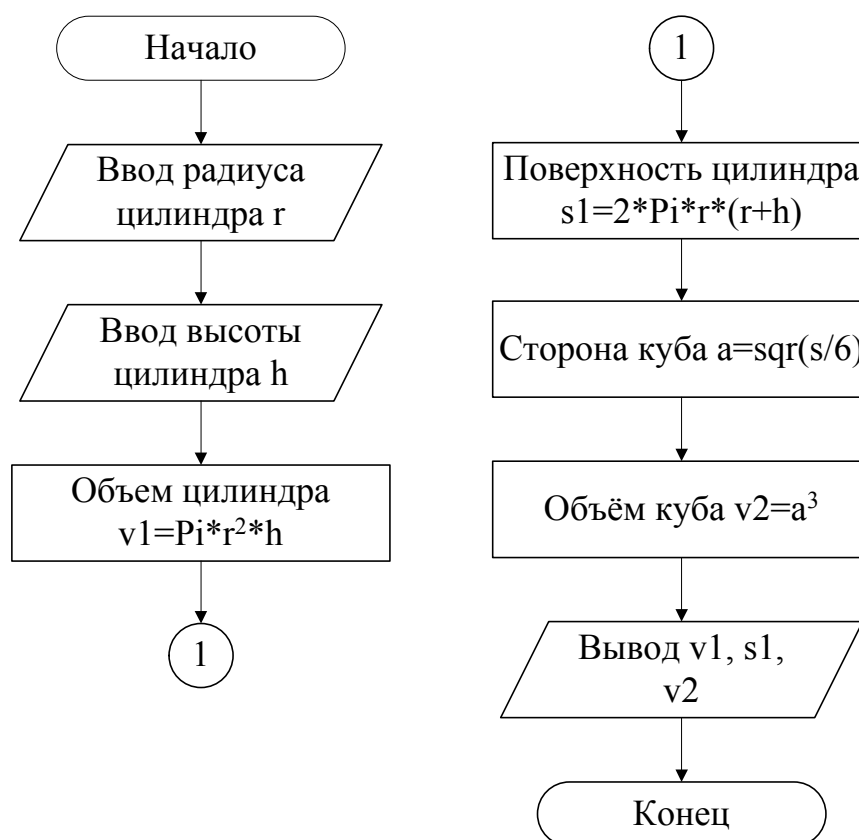 Начало
Ввод радиуса
цилиндра r
Ввод высоты
цилиндра h
Объем цилиндра
v1=Pi*r²*h
1
1
Поверхность цилиндра
s1=2*Pi*r*(r+h)
Сторона куба a=sqr(s/6)
Объём куба v2=a³
Вывод v1, s1,
v2
Конец